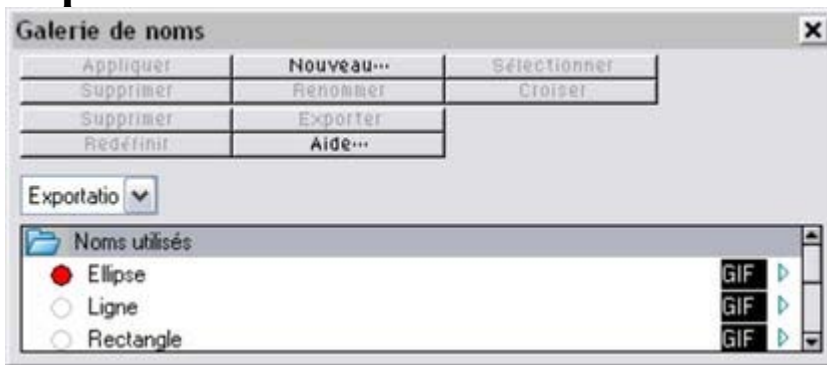 Galerie de noms
Appliquer Nouveau... Sélectionner
Supprimer Renommer Croiser
Supprimer Exporter
Redéfinir Aide...
Exportatio
Noms utilisés
Ellipse GIF
Ligne GIF
Rectangle GIF